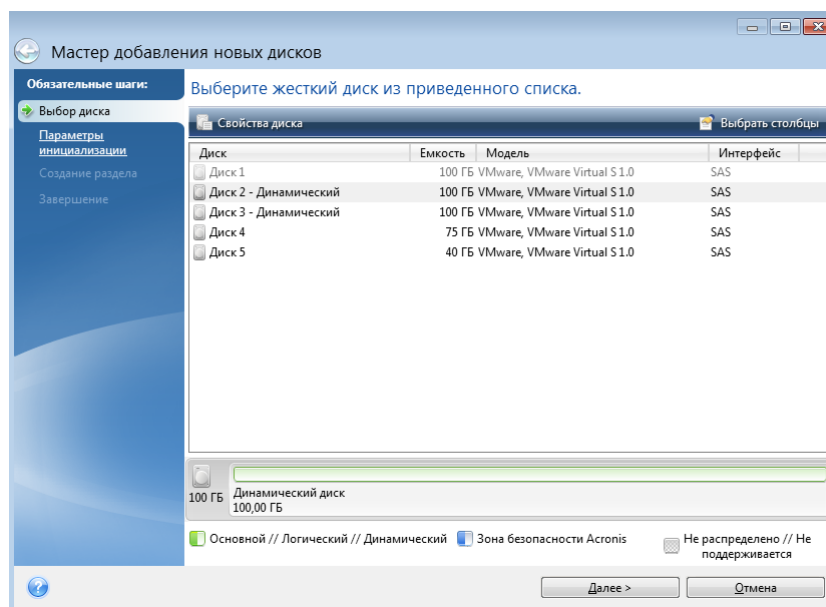 Мастер добавления новых дисков
Обязательные шаги:
Выбор диска
Параметры
инициализации
Создание раздела
Завершение
Выберите жесткий диск из приведенного списка.
Свойства диска Выбрать столбцы
Диск Емкость Модель Интерфейс
Диск 1 100 ГБ VMware, VMware Virtual S 1.0 SAS
Диск 2 - Динамический 100 ГБ VMware, VMware Virtual S 1.0 SAS
Диск 3 - Динамический 100 ГБ VMware, VMware Virtual S 1.0 SAS
Диск 4 75 ГБ VMware, VMware Virtual S 1.0 SAS
Диск 5 40 ГБ VMware, VMware Virtual S 1.0 SAS
100 ГБ
Динамический диск
100,00 ГБ
Основной // Логический // Динамический
Зона безопасности Acronis
Не распределено // Не
поддерживается
Далее >
Отмена